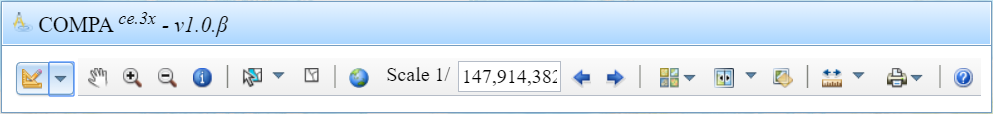 COMPA ce.3x - v1.0.β
Scale 1/ 147,914,382